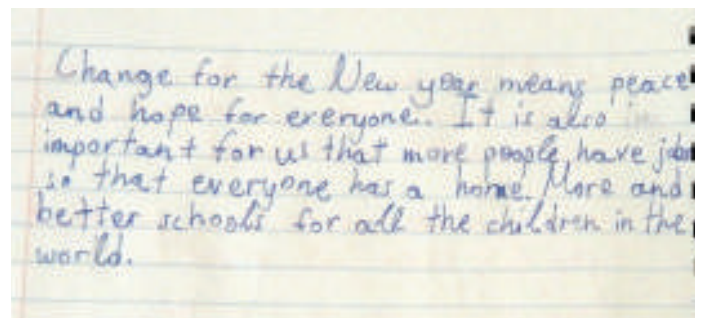 Change for the New year means peace
and hope for everyone. It is also
important for us that more people have jobs
so that everyone has a home. More and
better schools for all the children in the
world.